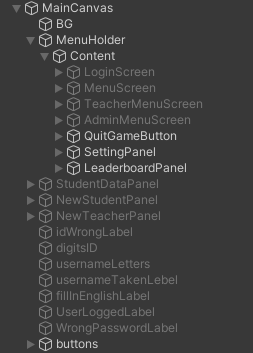 MainCanvas
BG
MenuHolder
Content
LoginScreen
MenuScreen
TeacherMenuScreen
AdminMenuScreen
QuitGameButton
SettingPanel
LeaderboardPanel
StudentDataPanel
NewStudentPanel
NewTeacherPanel
idWrongLabel
digitsID
usernameLetters
usernameTakenLebel
fillInEnglishLabel
UserLoggedLabel
WrongPasswordLabel
buttons